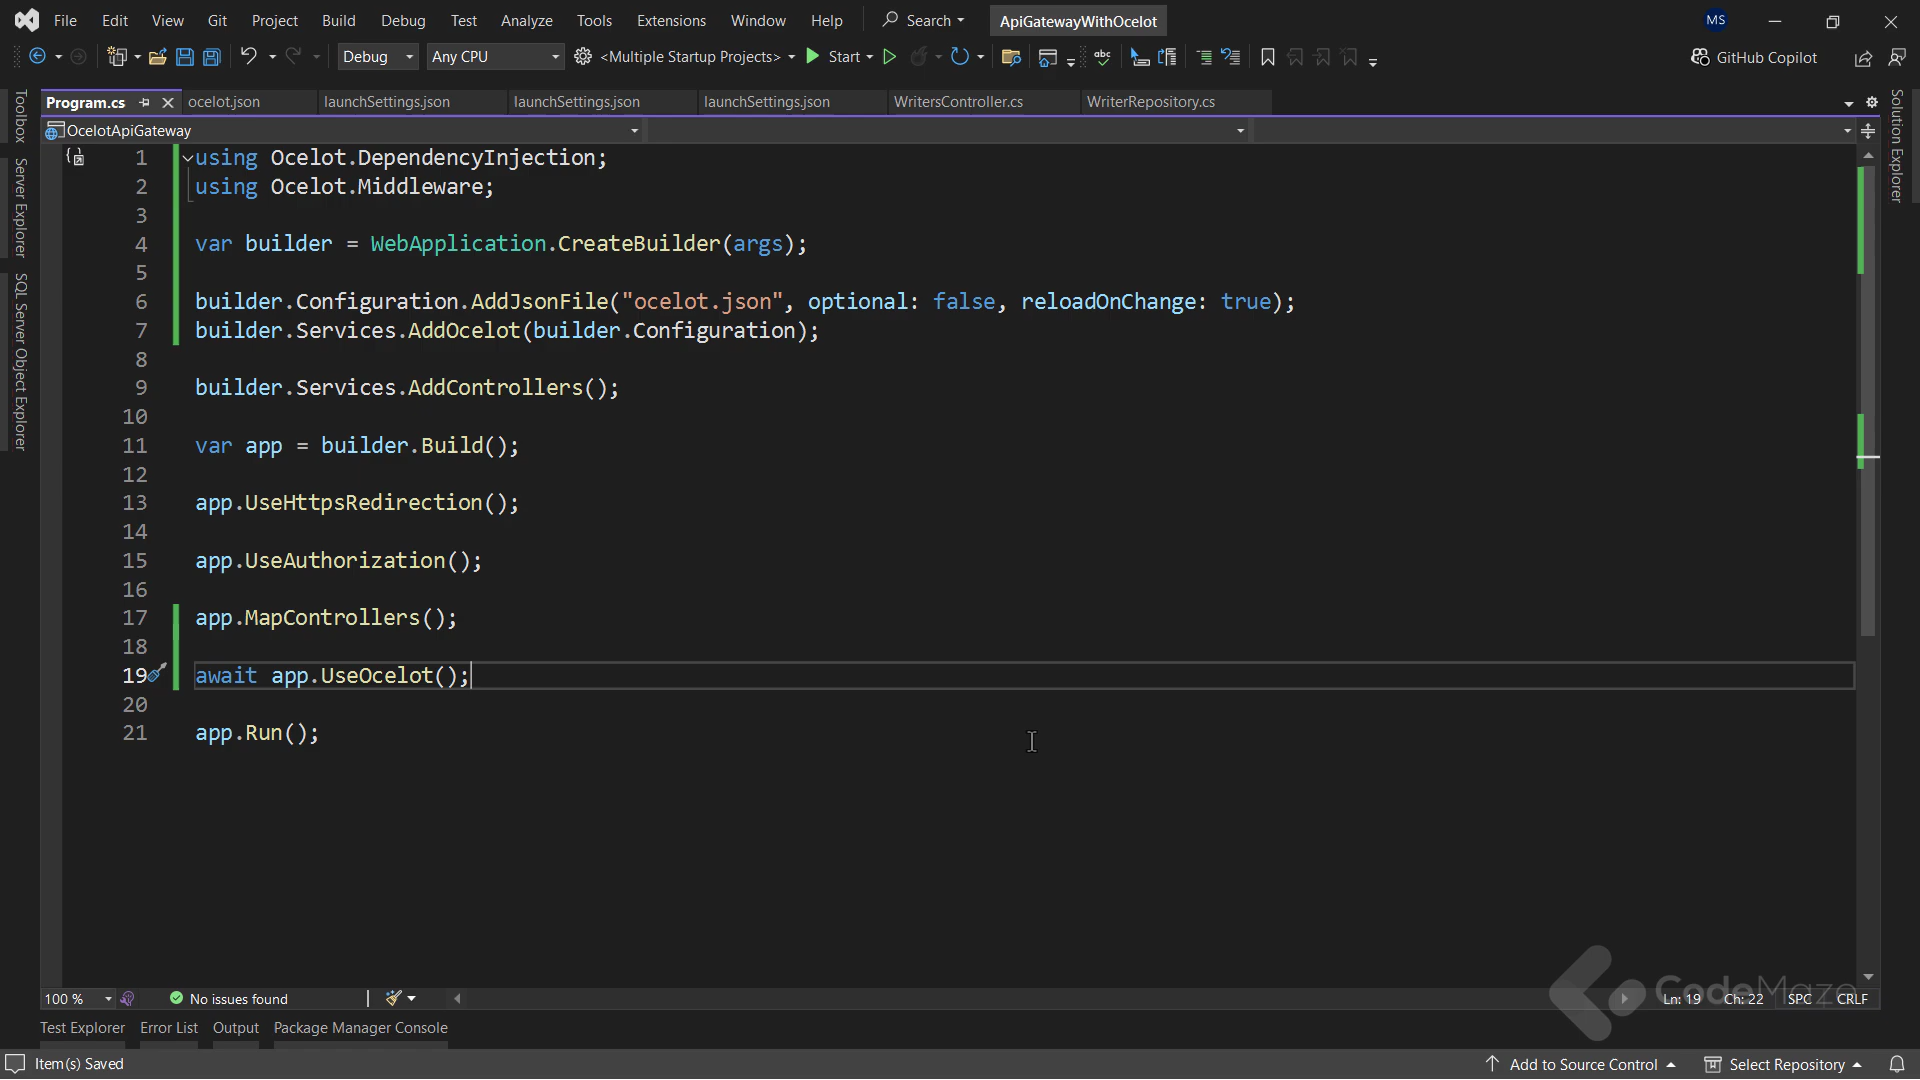 File Edit View Git Project Build Debug Test Analyze Tools Extensions Window Help Search ApiGatewayWithOcelot MS
Debug Any CPU <Multiple Startup Projects> Start abc GitHub Copilot
Program.cs ocelot.json launchSettings.json launchSettings.json launchSettings.json WritersController.cs WriterRepository.cs
OcelotApiGateway
Toolbox
Server Explorer
SQL Server Object Explorer
Solution Explorer
1 using Ocelot.DependencyInjection;
2 using Ocelot.Middleware;
3
4 var builder = WebApplication.CreateBuilder(args);
5
6 builder.Configuration.AddJsonFile("ocelot.json", optional: false, reloadOnChange: true);
7 builder.Services.AddOcelot(builder.Configuration);
8
9 builder.Services.AddControllers();
10
11 var app = builder.Build();
12
13 app.UseHttpsRedirection();
14
15 app.UseAuthorization();
16
17 app.MapControllers();
18
19 await app.UseOcelot();
20
21 app.Run();
CodeMaze
100 % No issues found Ln: 19 Ch: 22 SPC CRLF
Test Explorer Error List Output Package Manager Console
Item(s) Saved Add to Source Control Select Repository